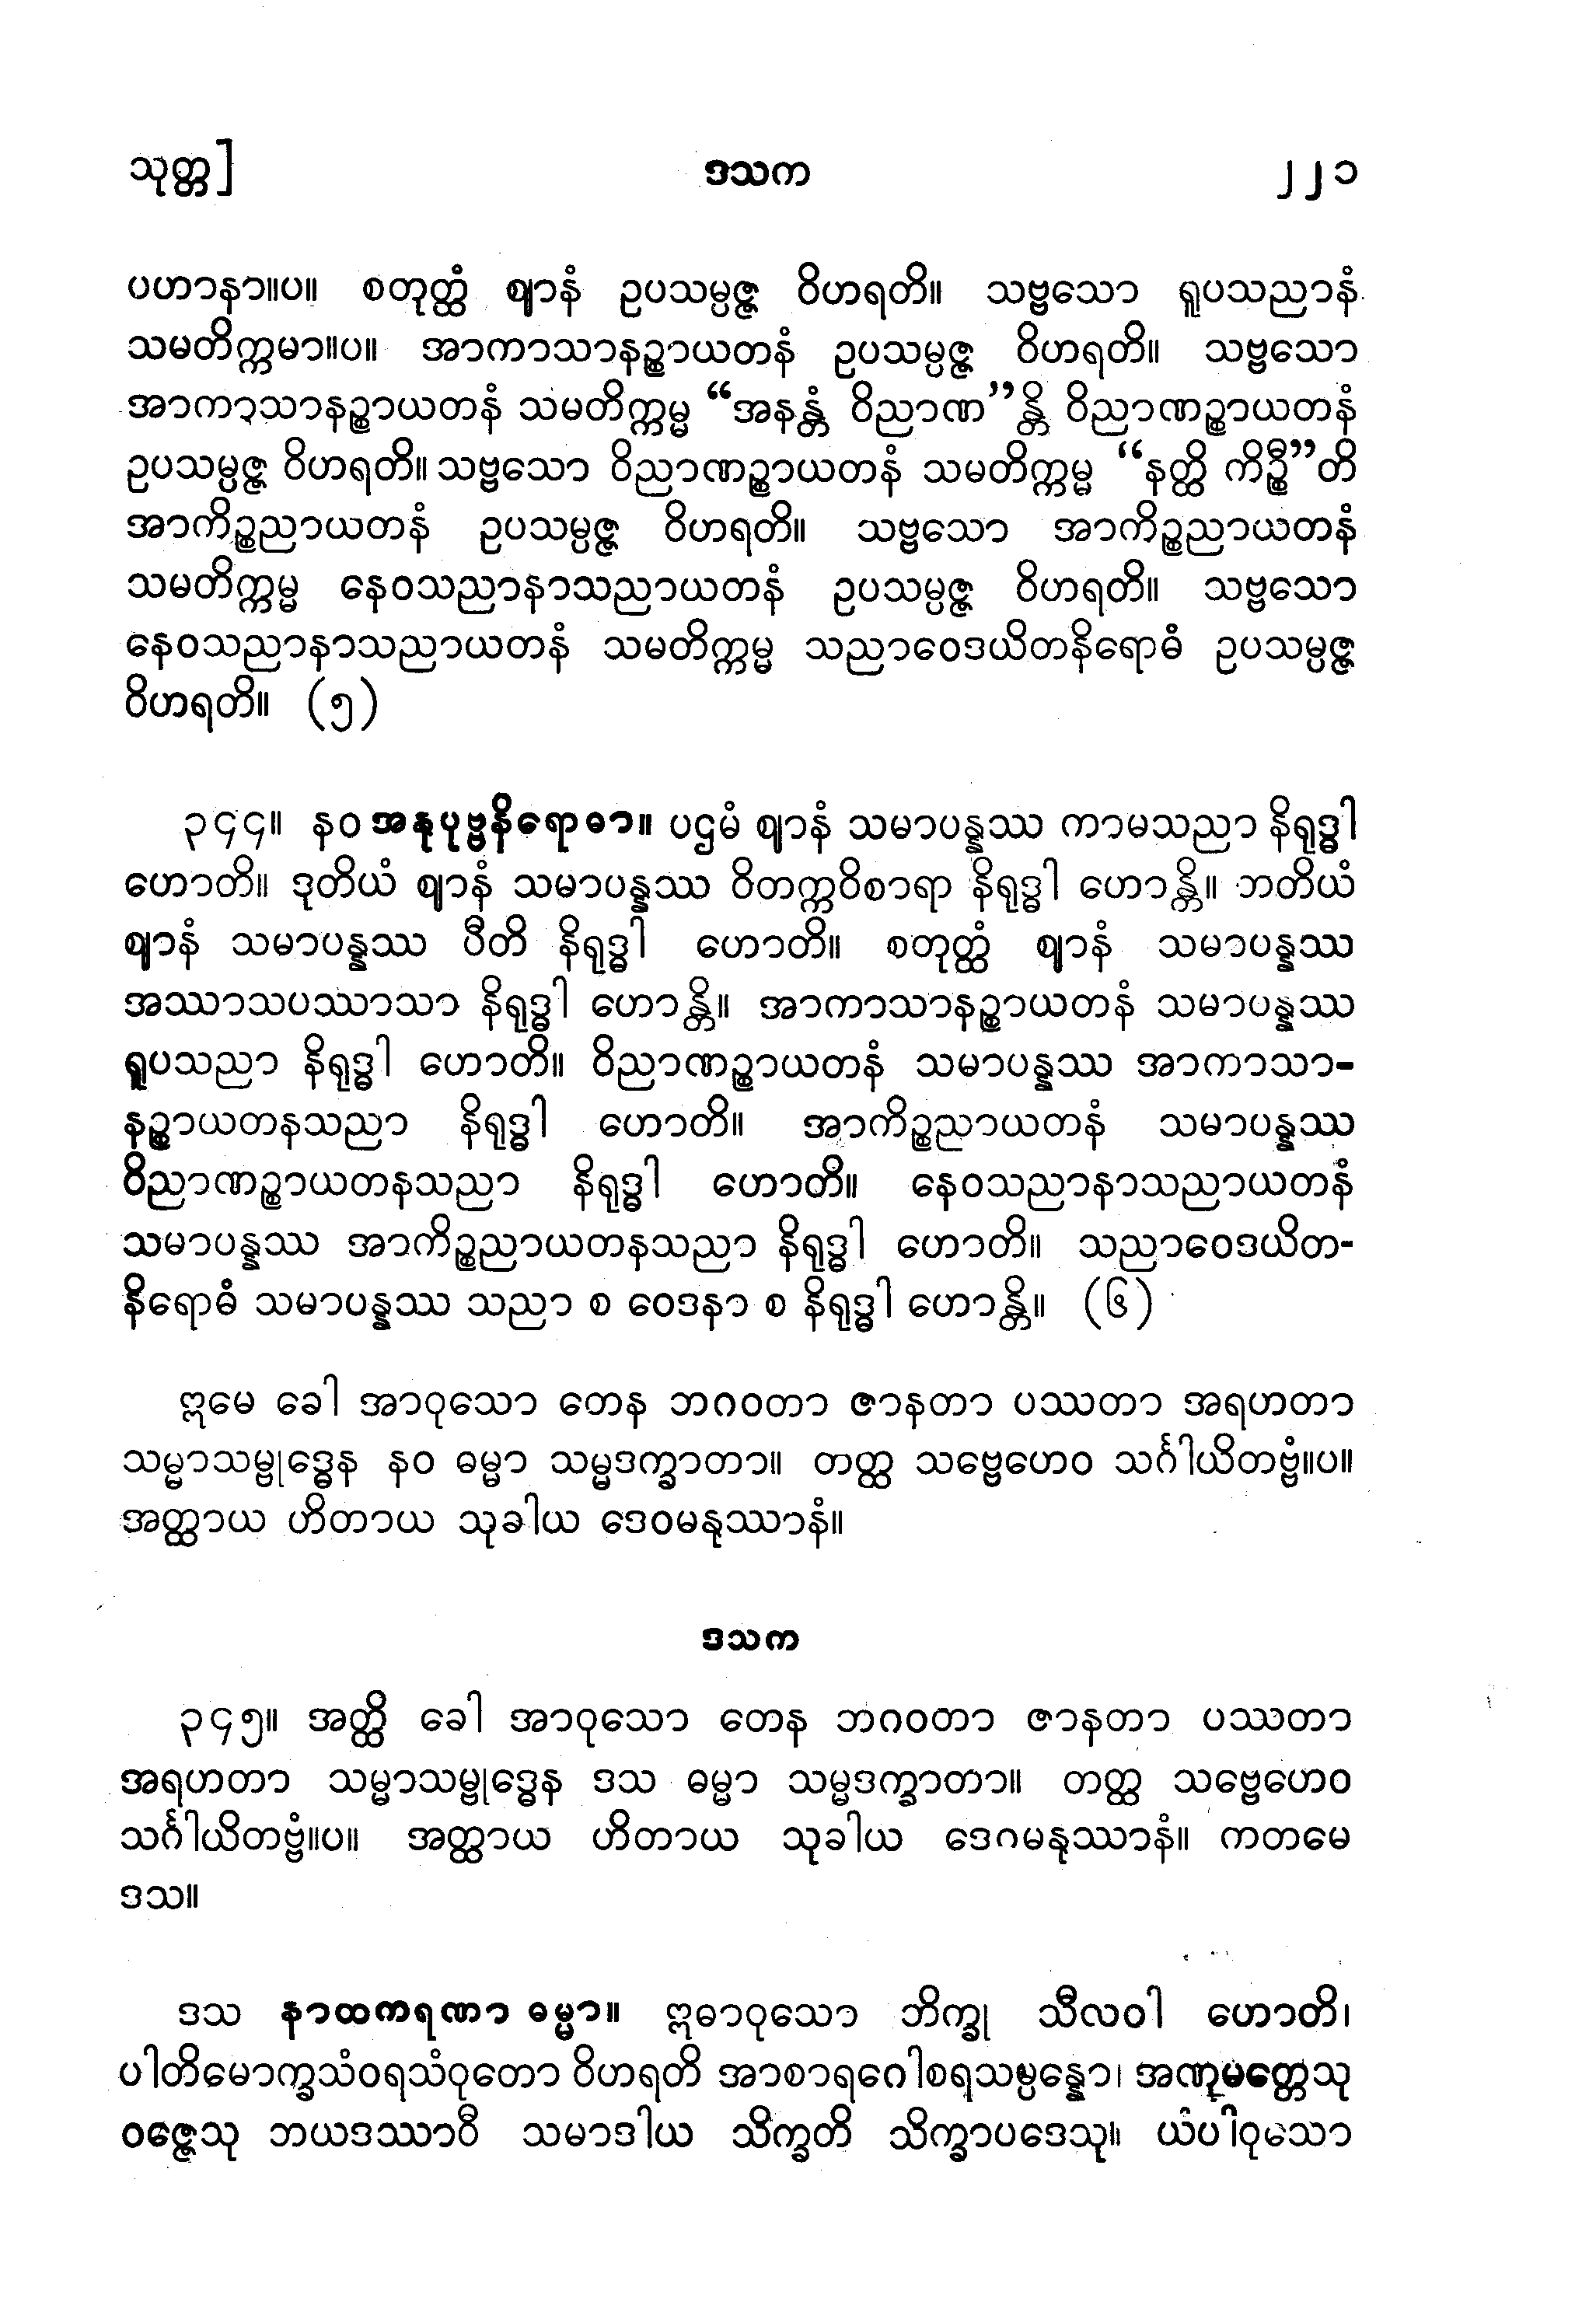 သုတ္တ] ဒသက ၂၂၁
ပဟာနာ။ပ။ စတုတ္ထံ ဈာနံ ဥပသမ္ပဇ္ဇ ဝိဟရတိ။ သဗ္ဗသော ရူပသညာနံ
သမတိက္ကမာ။ပ။ အာကာသာနဉ္စာယတနံ ဥပသမ္ပဇ္ဇ ဝိဟရတိ။ သဗ္ဗသော
အာကာသာနဉ္စာယတနံ သမတိက္ကမ္မ “အနန္တံ ဝိညာဏ”န္တိ ဝိညာဏဉ္စာယတနံ
ဥပသမ္ပဇ္ဇ ဝိဟရတိ။ သဗ္ဗသော ဝိညာဏဉ္စာယတနံ သမတိက္ကမ္မ “နတ္ထိ ကိဉ္စီ”တိ
အာကိဉ္စညာယတနံ ဥပသမ္ပဇ္ဇ ဝိဟရတိ။ သဗ္ဗသော အာကိဉ္စညာယတနံ
သမတိက္ကမ္မ နေဝသညာနာသညာယတနံ ဥပသမ္ပဇ္ဇ ဝိဟရတိ။ သဗ္ဗသော
နေဝသညာနာသညာယတနံ သမတိက္ကမ္မ သညာဝေဒယိတနိရောဓံ ဥပသမ္ပဇ္ဇ
ဝိဟရတိ။ (၅)
၃၄၄။ နဝ အနုပုဗ္ဗနိရောဓာ။ ပဌမံ ဈာနံ သမာပန္နဿ ကာမသညာ နိရုဒ္ဓါ
ဟောတိ။ ဒုတိယံ ဈာနံ သမာပန္နဿ ဝိတက္ကဝိစာရာ နိရုဒ္ဓါ ဟောန္တိ။ ဘတိယံ
ဈာနံ သမာပန္နဿ ပီတိ နိရုဒ္ဓါ ဟောတိ။ စတုတ္ထံ ဈာနံ သမာပန္နဿ
အဿာသပဿာသာ နိရုဒ္ဓါ ဟောန္တိ။ အာကာသာနဉ္စာယတနံ သမာပန္နဿ
ရူပသညာ နိရုဒ္ဓါ ဟောတိ။ ဝိညာဏဉ္စာယတနံ သမာပန္နဿ အာကာသာ-
နဉ္စာယတနသညာ နိရုဒ္ဓါ ဟောတိ။ အာကိဉ္စညာယတနံ သမာပန္နဿ
ဝိညာဏဉ္စာယတနသညာ နိရုဒ္ဓါ ဟောတိ။ နေဝသညာနာသညာယတနံ
သမာပန္နဿ အာကိဉ္စညာယတနသညာ နိရုဒ္ဓါ ဟောတိ။ သညာဝေဒယိတ-
နိရောဓံ သမာပန္နဿ သညာ စ ဝေဒနာ စ နိရုဒ္ဓါ ဟောန္တိ။ (၆)
ဣမေ ခေါ အာဝုသော တေန ဘဂဝတာ ဇာနတာ ပဿတာ အရဟတာ
သမ္မာသမ္ဗုဒ္ဓေန နဝ ဓမ္မာ သမ္မဒက္ခာတာ။ တတ္ထ သဗ္ဗေဟေဝ သင်္ဂါယိတဗ္ဗံ။ပ။
အတ္ထာယ ဟိတာယ သုခါယ ဒေဝမနုဿာနံ။
ဒသက
၃၄၅။ အတ္ထိ ခေါ အာဝုသော တေန ဘဂဝတာ ဇာနတာ ပဿတာ
အရဟတာ သမ္မာသမ္ဗုဒ္ဓေန ဒသ ဓမ္မာ သမ္မဒက္ခာတာ။ တတ္ထ သဗ္ဗေဟေဝ
သင်္ဂါယိတဗ္ဗံ။ပ။ အတ္ထာယ ဟိတာယ သုခါယ ဒေဂမနုဿာနံ။ ကတမေ
ဒသ။
ဒသ နာထကရဏာ ဓမ္မာ။ ဣဓာဝုသော ဘိက္ခု သီလဝါ ဟောတိ၊
ပါတိမောက္ခသံဝရသံဝုတော ဝိဟရတိ အာစာရဂေါစရသမ္ပန္နော၊ အဏုမတ္တေသု
ဝဇ္ဇေသု ဘယဒဿာဝီ သမာဒါယ သိက္ခတိ သိက္ခာပဒေသု။ ယံပါဝုသော